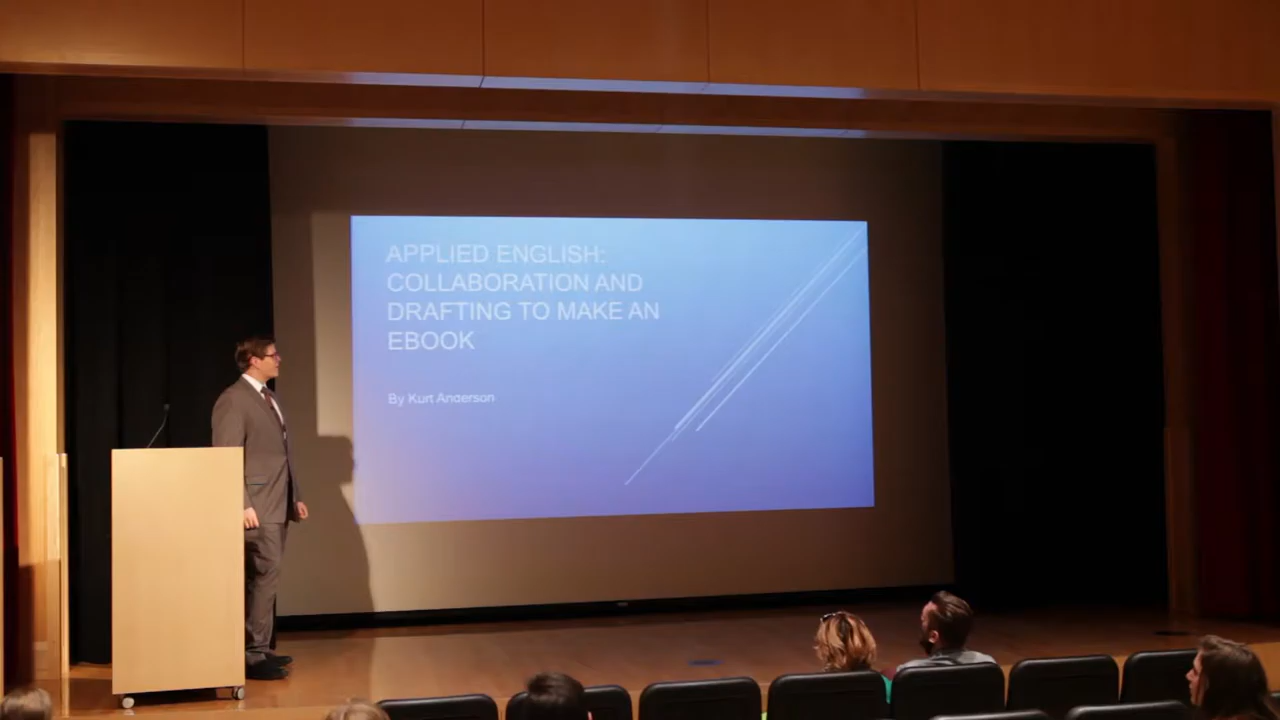 APPLIED ENGLISH:
COLLABORATION AND
DRAFTING TO MAKE AN
EBOOK
By Kurt Anderson